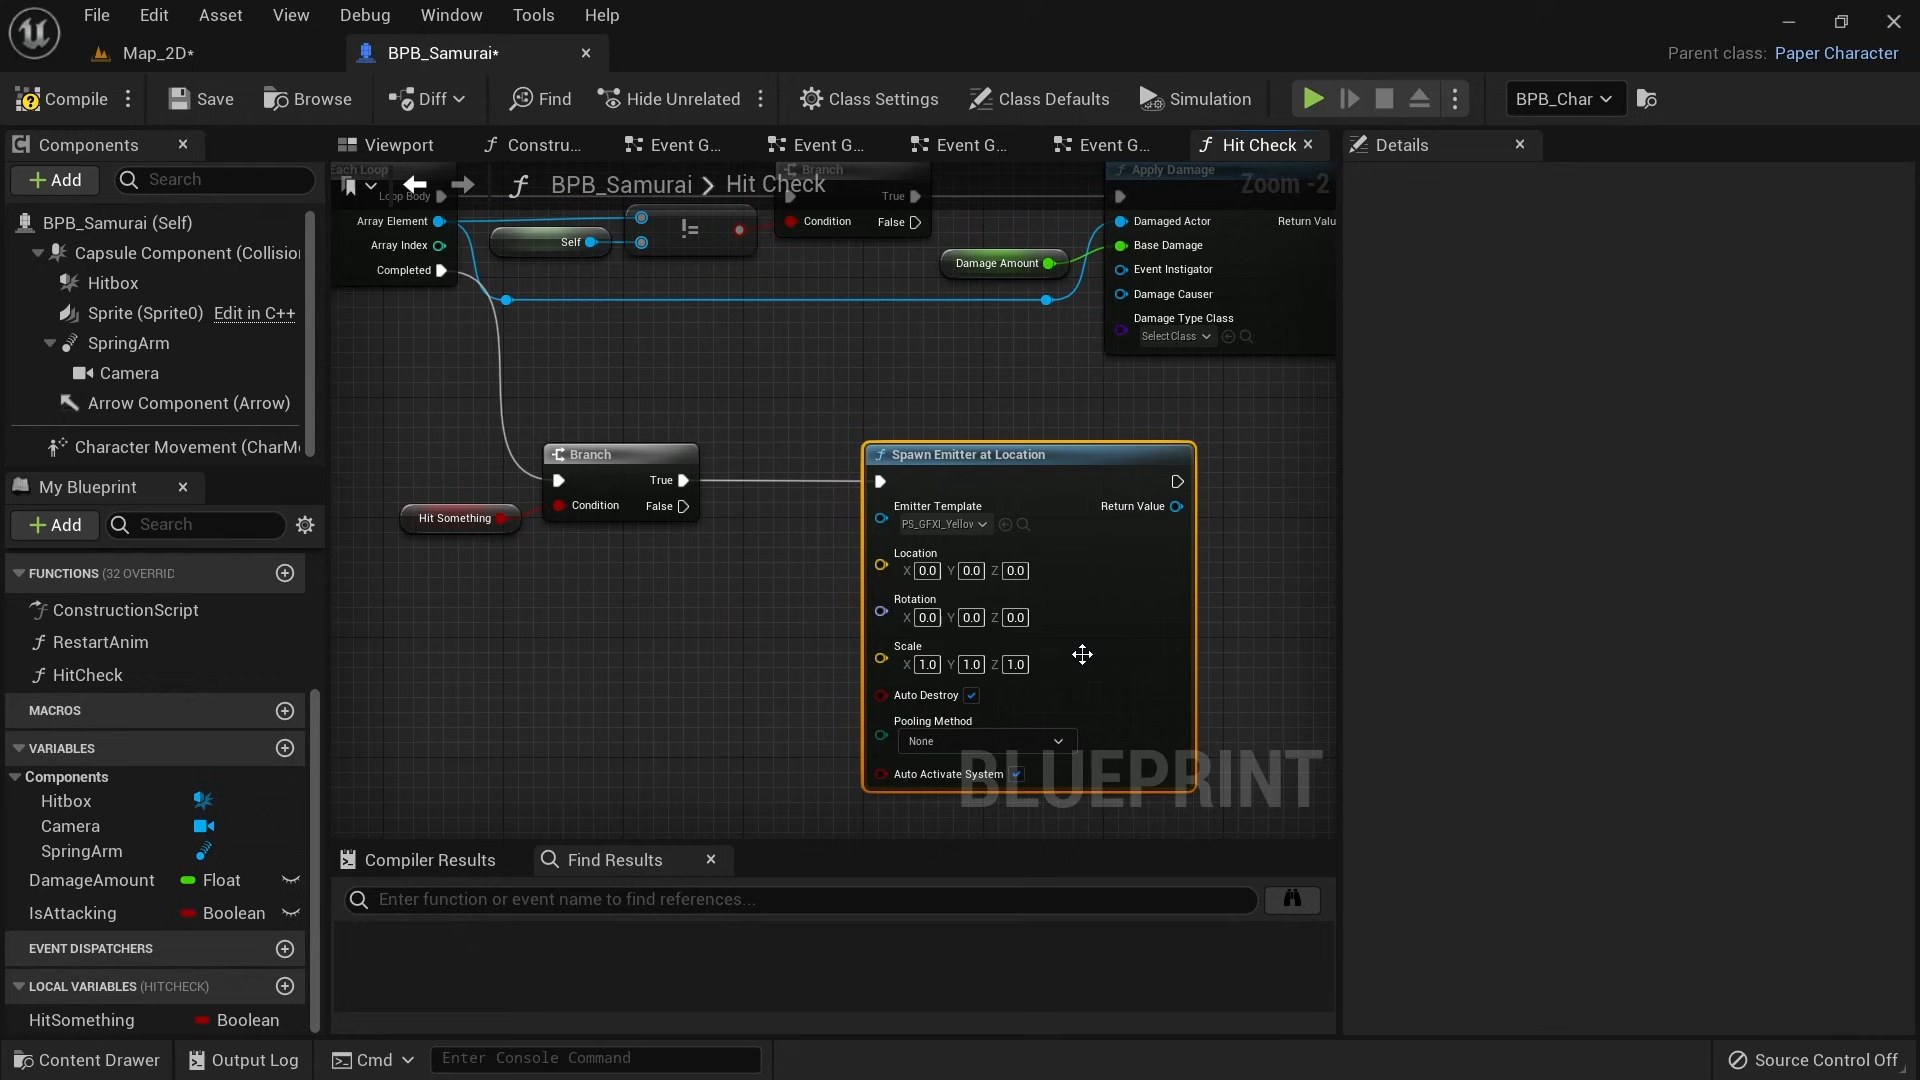 File Edit Asset View Debug Window Tools Help
Map_2D*
BPB_Samurai*
Parent class: Paper Character
Compile
Save
Browse
Diff
Find
Hide Unrelated
Class Settings
Class Defaults
Simulation
BPB_Char
Components
Viewport
Constru...
Event G...
Event G...
Event G...
Event G...
Hit Check
Details
+ Add
Search
BPB_Samurai > Hit Check
Zoom -2
BPB_Samurai (Self)
Capsule Component (Collision
Hitbox
Sprite (Sprite0) Edit in C++
SpringArm
Camera
Arrow Component (Arrow)
Character Movement (CharMo
Each Loop
Loop Body
Array Element
Array Index
Completed
Self
!=
Branch
True
Condition
False
Damage Amount
Apply Damage
Damaged Actor
Return Valu
Base Damage
Event Instigator
Damage Causer
Damage Type Class
Select Class
Branch
True
Condition
False
Hit Something
Spawn Emitter at Location
Emitter Template
Return Value
PS_GFXI_Yellov
Location
X 0.0 Y 0.0 Z 0.0
Rotation
X 0.0 Y 0.0 Z 0.0
Scale
X 1.0 Y 1.0 Z 1.0
Auto Destroy
Pooling Method
None
Auto Activate System
BLUEPRINT
My Blueprint
+ Add
Search
FUNCTIONS (32 OVERRID
ConstructionScript
RestartAnim
HitCheck
MACROS
VARIABLES
Components
Hitbox
Camera
SpringArm
DamageAmount Float
IsAttacking Boolean
EVENT DISPATCHERS
LOCAL VARIABLES (HITCHECK)
HitSomething Boolean
Compiler Results
Find Results
Enter function or event name to find references...
Content Drawer
Output Log
Cmd
Enter Console Command
Source Control Off